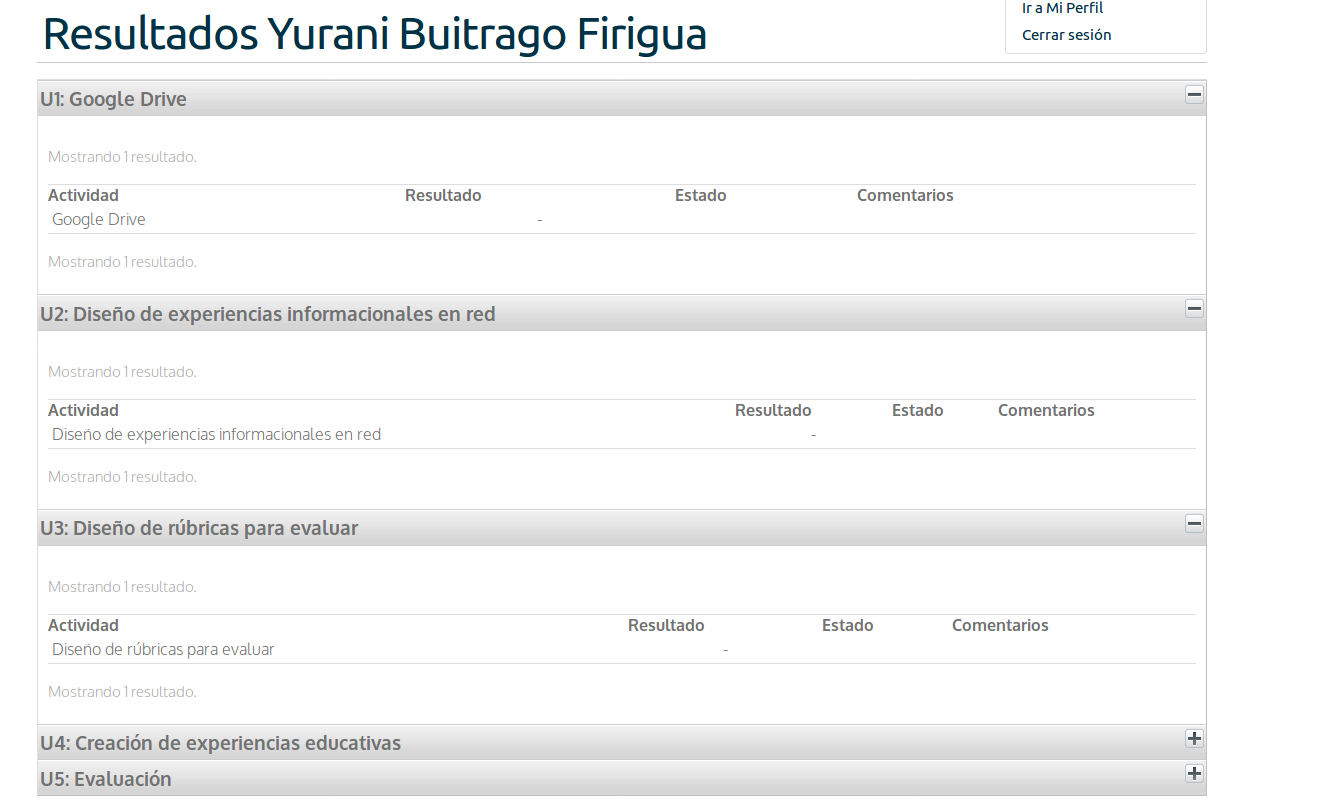 Ir a Mi Perfil
Resultados Yurani Buitrago Firigua
Cerrar sesión
U1: Google Drive
Mostrando 1 resultado.
Actividad Resultado Estado Comentarios
Google Drive -
Mostrando 1 resultado.
U2: Diseño de experiencias informacionales en red
Mostrando 1 resultado.
Actividad Resultado Estado Comentarios
Diseño de experiencias informacionales en red -
Mostrando 1 resultado.
U3: Diseño de rúbricas para evaluar
Mostrando 1 resultado.
Actividad Resultado Estado Comentarios
Diseño de rúbricas para evaluar -
Mostrando 1 resultado.
U4: Creación de experiencias educativas
U5: Evaluación